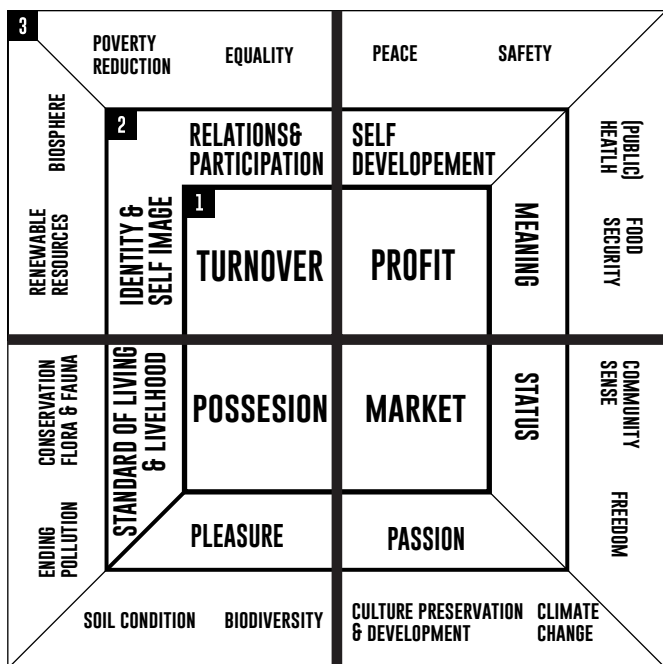 3
POVERTY
REDUCTION
EQUALITY
PEACE
SAFETY
BIOSPHERE
RENEWABLE
RESOURCES
CONSERVATION
FLORA & FAUNA
ENDING
POLLUTION
(PUBLIC)
HEATLH
FOOD
SECURITY
COMMUNITY
SENSE
FREEDOM
SOIL CONDITION
BIODIVERSITY
CULTURE PRESERVATION
& DEVELOPMENT
CLIMATE
CHANGE
2
RELATIONS&
PARTICIPATION
SELF
DEVELOPEMENT
IDENTITY &
SELF IMAGE
STANDARD OF LIVING
& LIVELHOOD
MEANING
STATUS
PLEASURE
PASSION
1
TURNOVER
PROFIT
POSSESION
MARKET